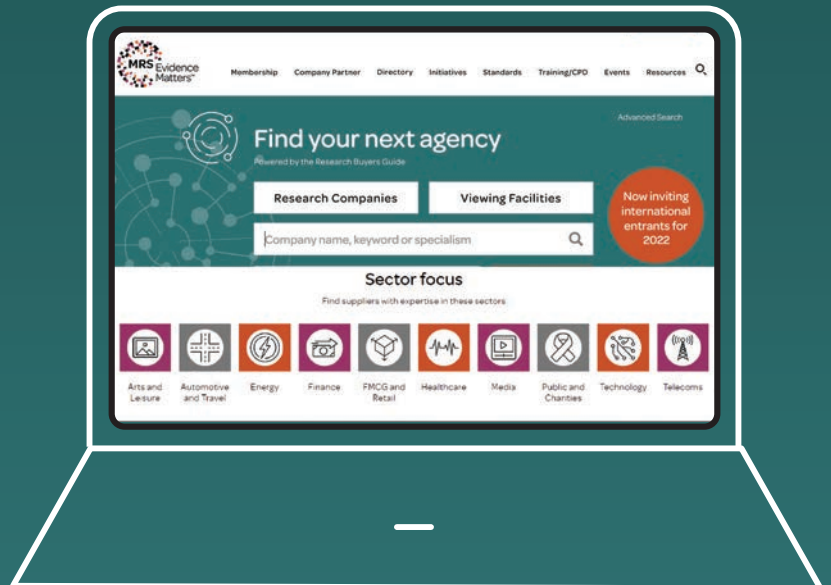 MRS Evidence
Matters™
Membership Company Partner Directory Initiatives Standards Training/CPD Events Resources
Advanced Search
Find your next agency
Powered by the Research Buyers Guide
Research Companies Viewing Facilities
Company name, keyword or specialism
Now inviting
international
entrants for
2022
Sector focus
Find suppliers with expertise in these sectors
Arts and
Leisure
Automotive
and Travel
Energy
Finance
FMCG and
Retail
Healthcare
Media
Public and
Charities
Technology
Telecoms